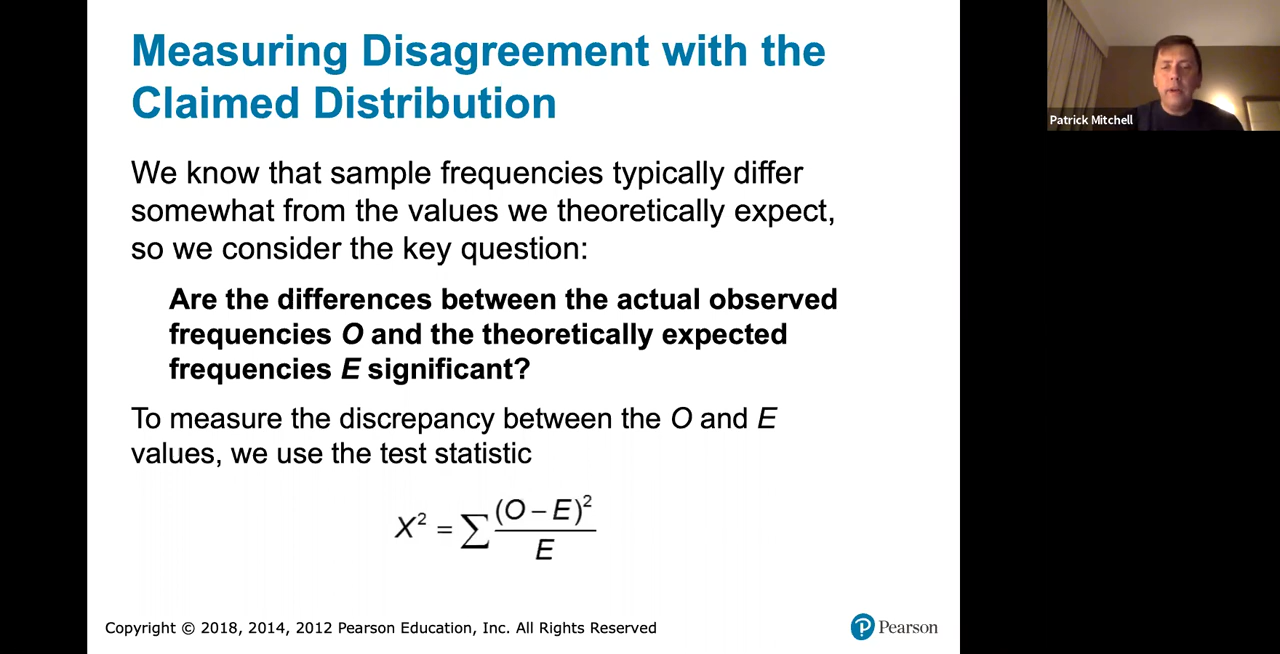 Measuring Disagreement with the
Claimed Distribution
We know that sample frequencies typically differ
somewhat from the values we theoretically expect,
so we consider the key question:
Are the differences between the actual observed
frequencies O and the theoretically expected
frequencies E significant?
To measure the discrepancy between the O and E
values, we use the test statistic
X² = ∑ (O – E)² / E
Copyright © 2018, 2014, 2012 Pearson Education, Inc. All Rights Reserved
P Pearson
Patrick Mitchell